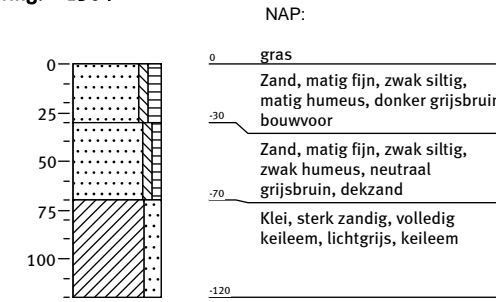 NAP:
0 gras
0
Zand, matig fijn, zwak siltig,
matig humeus, donker grijsbruin
25
-30 bouwvoor
Zand, matig fijn, zwak siltig,
50
zwak humeus, neutraal
-70 grijsbruin, dekzand
75
Klei, sterk zandig, volledig
keileem, lichtgrijs, keileem
100
-120